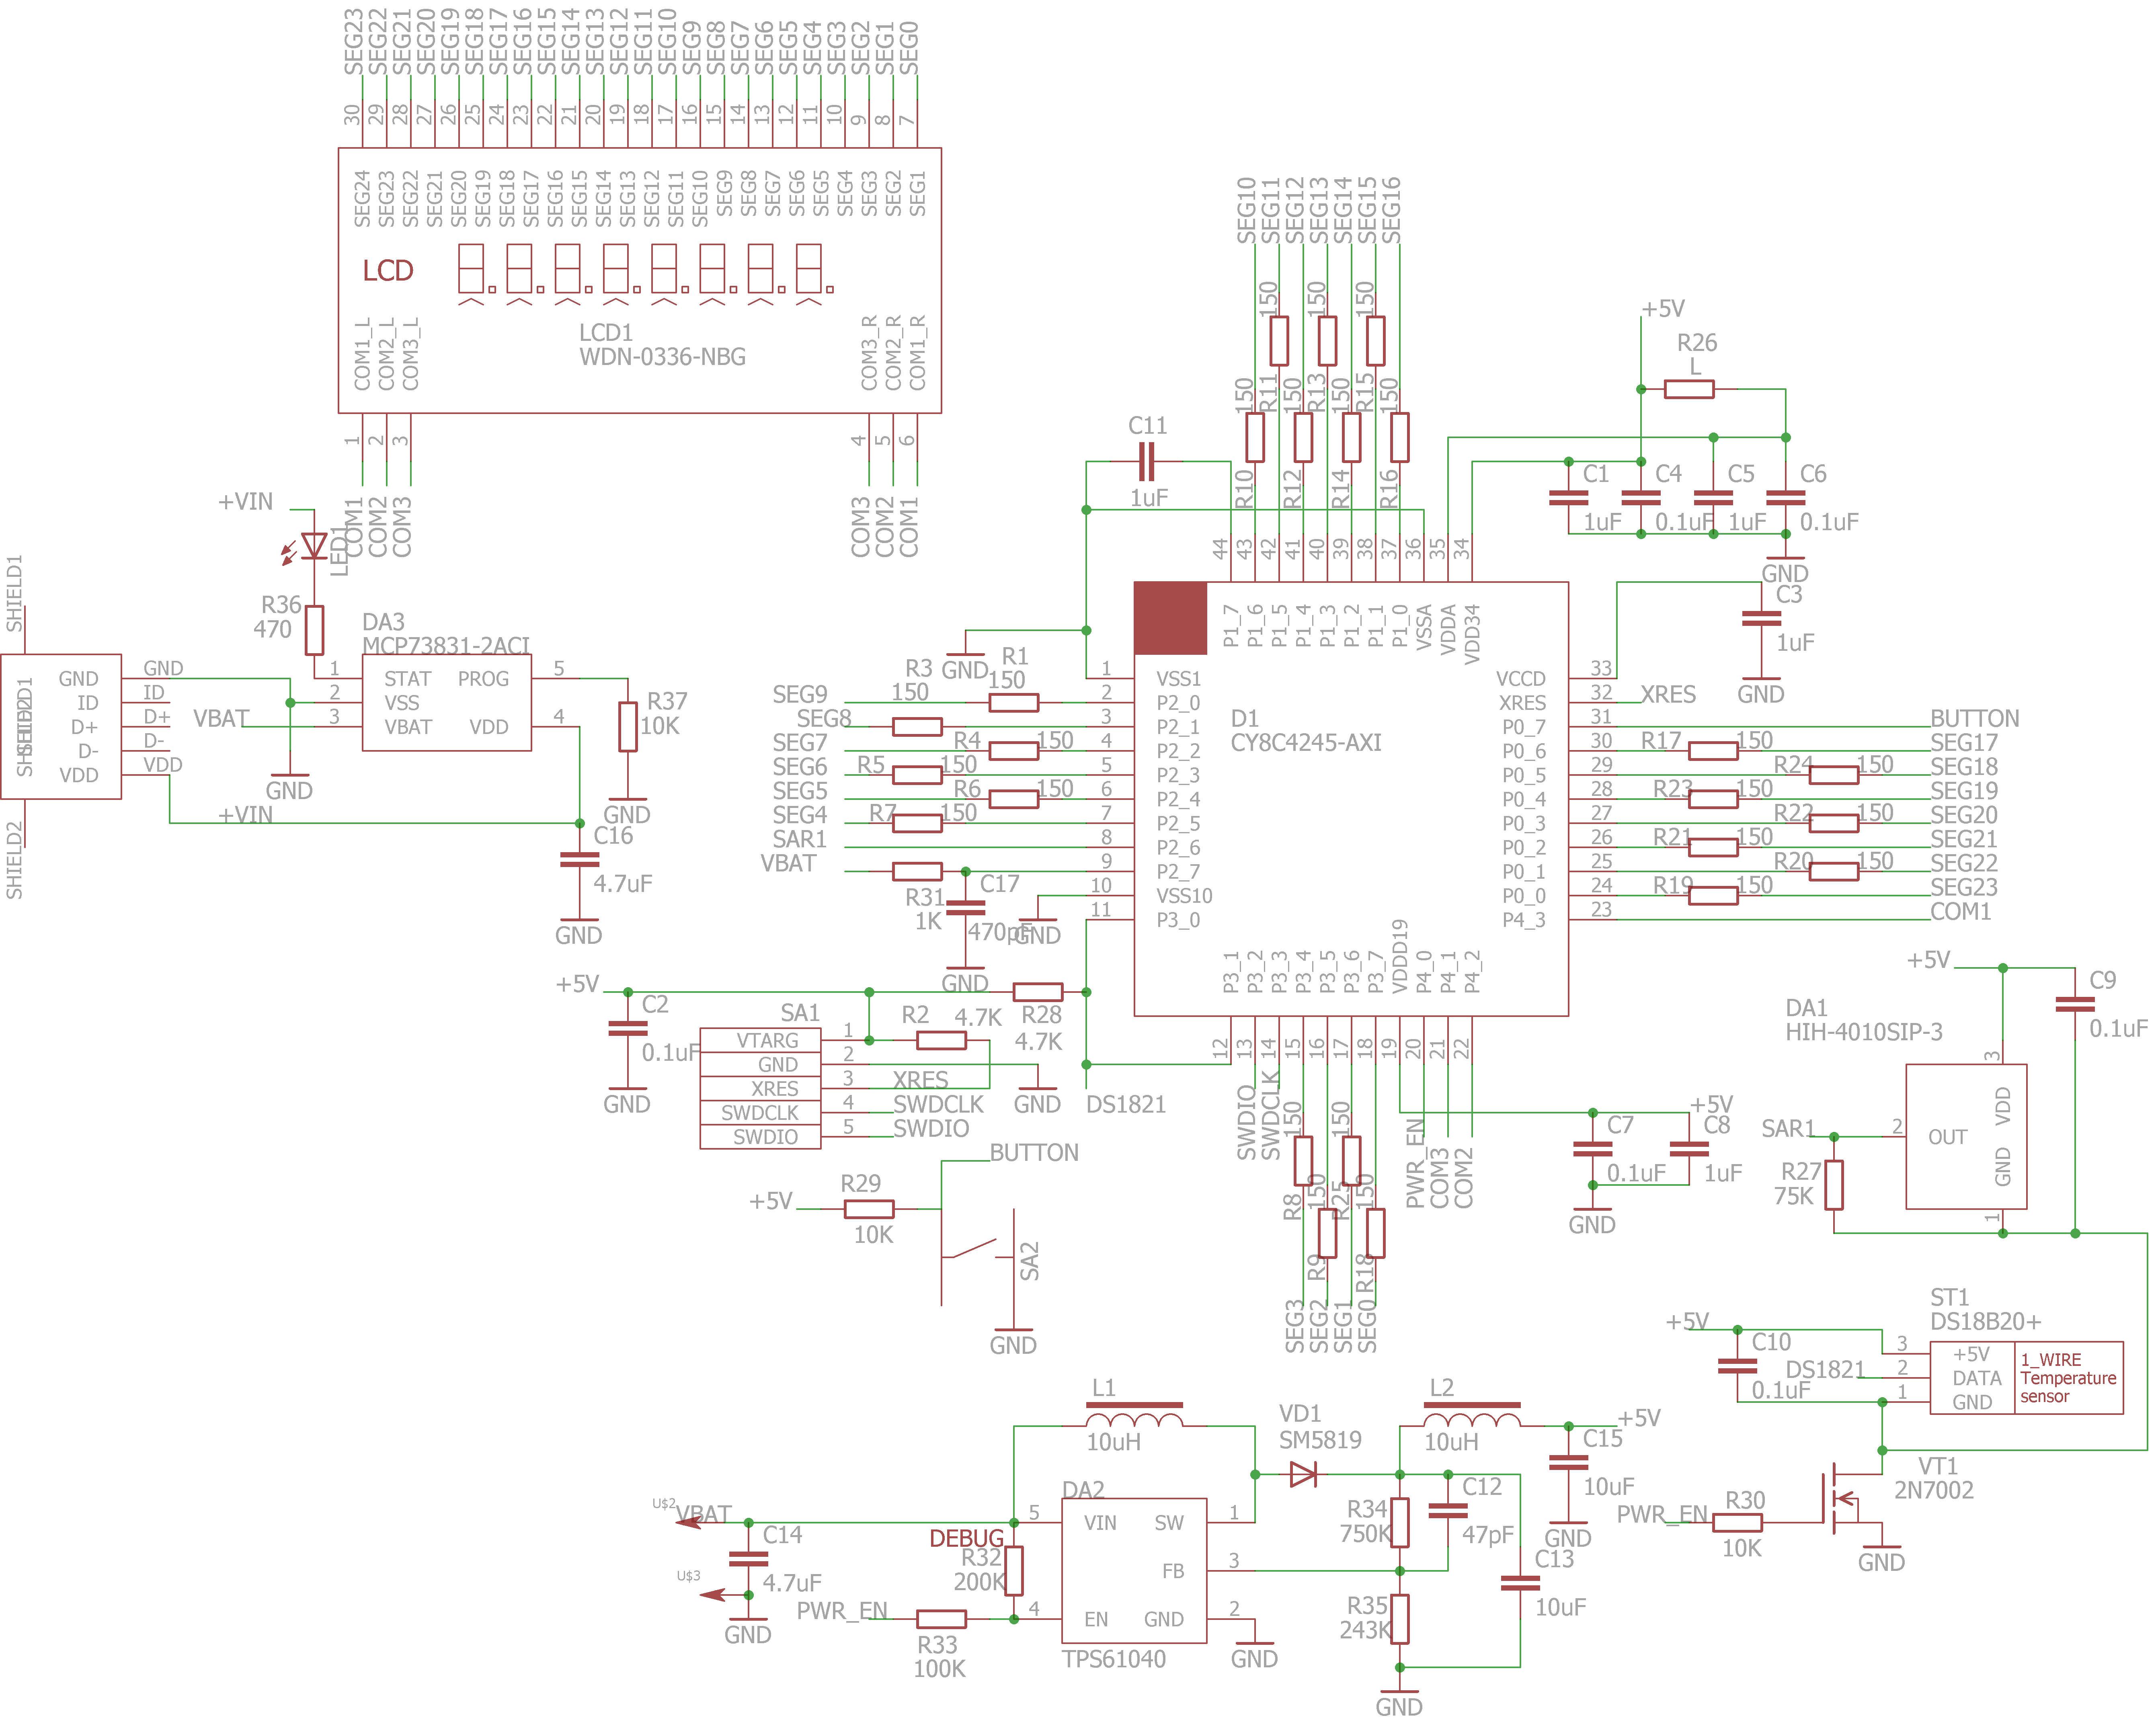 SEG23 SEG22 SEG21 SEG20 SEG19 SEG18 SEG17 SEG16 SEG15 SEG14 SEG13 SEG12 SEG11 SEG10 SEG9 SEG8 SEG7 SEG6 SEG5 SEG4 SEG3 SEG2 SEG1 SEG0
30 29 28 27 26 25 24 23 22 21 20 19 18 17 16 15 14 13 12 11 10 9 8 7
SEG24 SEG23 SEG22 SEG21 SEG20 SEG19 SEG18 SEG17 SEG16 SEG15 SEG14 SEG13 SEG12 SEG11 SEG10 SEG9 SEG8 SEG7 SEG6 SEG5 SEG4 SEG3 SEG2 SEG1
LCD
LCD1
WDN-0336-NBG
COM1_L COM2_L COM3_L COM3_R COM2_R COM1_R
1 2 3 4 5 6
COM1 COM2 COM3 COM3 COM2 COM1
+VIN
LED1
R36
470
DA3
MCP73831-2ACI
1 STAT PROG 5
2 VSS
3 VBAT VDD 4
R37
10K
GND
SHIELD1
SHIELD2
GND GND
ID ID
D+ D+
D- D-
VDD VDD
VBAT
GND
+VIN
C16
4.7uF
GND
SEG10 SEG11 SEG12 SEG13 SEG14 SEG15 SEG16
150 150 150
R11 R13 R15
150 150 150 150
R10 R12 R14 R16
C11
1uF
44 43 42 41 40 39 38 37 36 35 34
P1_7 P1_6 P1_5 P1_4 P1_3 P1_2 P1_1 P1_0 VSSA VDDA VDD34
+5V
R26
L
C1 C4 C5 C6
1uF 0.1uF 1uF 0.1uF
GND
C3
1uF
GND
GND
D1
CY8C4245-AXI
R3 R1
150 150
1 VSS1
SEG9 2 P2_0
SEG8 3 P2_1
SEG7 R4 150 4 P2_2
SEG6 R5 150 5 P2_3
SEG5 R6 150 6 P2_4
SEG4 R7 150 7 P2_5
SAR1 8 P2_6
VBAT 9 P2_7
10 VSS10
11 P3_0
R31
1K
C17
470pF
GND
GND
VCCD 33
XRES 32 XRES
P0_7 31 BUTTON
P0_6 30 R17 150 SEG17
P0_5 29 R24 150 SEG18
P0_4 28 R23 150 SEG19
P0_3 27 R22 150 SEG20
P0_2 26 R21 150 SEG21
P0_1 25 R20 150 SEG22
P0_0 24 R19 150 SEG23
P4_3 23 COM1
P3_1 P3_2 P3_3 P3_4 P3_5 P3_6 P3_7 VDDD19 P4_0 P4_1 P4_2
12 13 14 15 16 17 18 19 20 21 22
SWDIO SWDCLK
150 150
R8 R25
150 150
R9 R18
SEG3 SEG2 SEG1 SEG0
PWR_EN COM3 COM2
+5V
C7 C8
0.1uF 1uF
GND
+5V
C2
0.1uF
GND
SA1
VTARG 1
GND 2
XRES 3 XRES
SWDCLK 4 SWDCLK
SWDIO 5 SWDIO
R2
4.7K
R28
4.7K
GND
DS1821
BUTTON
+5V
R29
10K
SA2
GND
+5V
C9
0.1uF
DA1
HIH-4010SIP-3
3
VDD
SAR1
2
OUT
GND
1
R27
75K
ST1
DS18B20+
+5V
C10
0.1uF
DS1821
3 +5V
2 DATA
1 GND
1_WIRE
Temperature
sensor
VT1
2N7002
PWR_EN
R30
10K
GND
L1
10uH
VD1
SM5819
L2
10uH
+5V
C15
10uF
GND
U$2
VBAT
C14
4.7uF
U$3
GND
DEBUG
R32
200K
PWR_EN
R33
100K
DA2
5 VIN SW 1
FB 3
4 EN GND 2
TPS61040
GND
R34
750K
C12
47pF
C13
10uF
R35
243K
GND